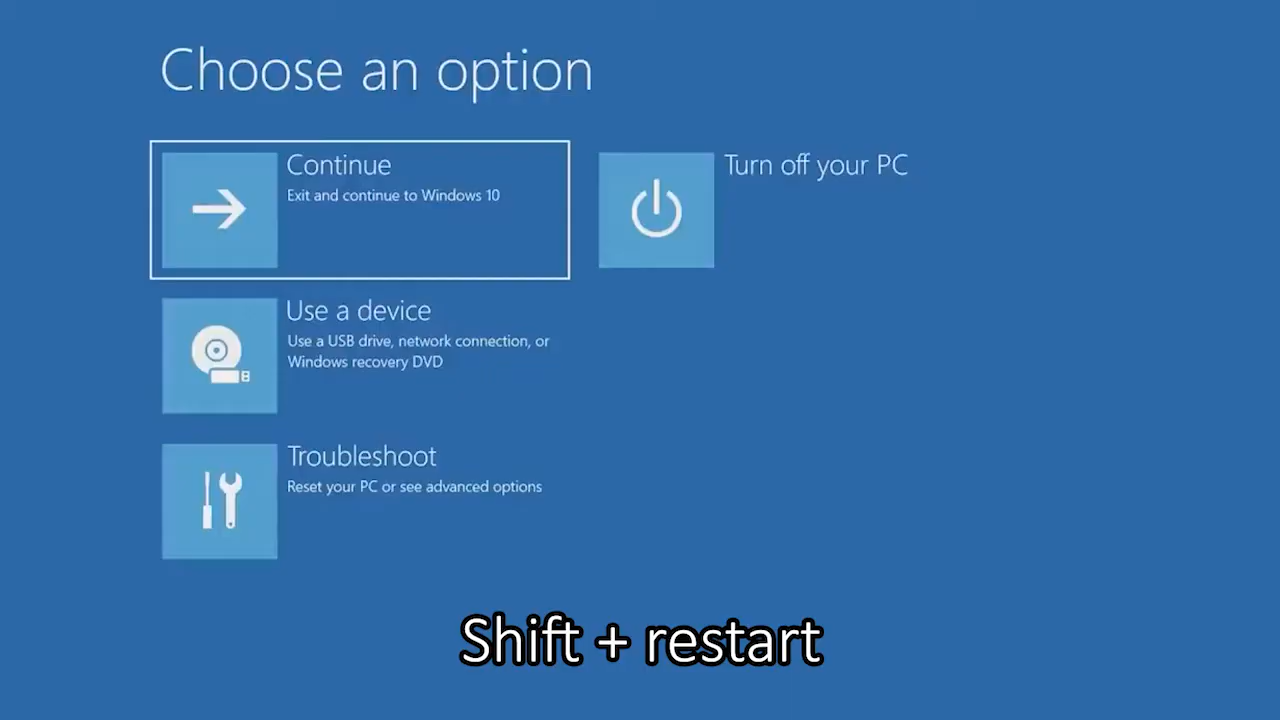 Choose an option
Continue
Exit and continue to Windows 10
Turn off your PC
Use a device
Use a USB drive, network connection, or
Windows recovery DVD
Troubleshoot
Reset your PC or see advanced options
Shift + restart